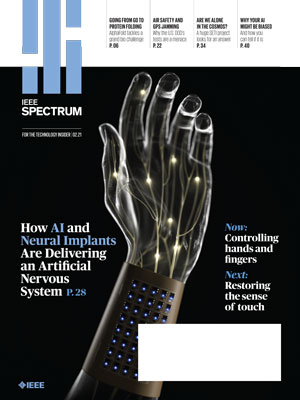 GOING FROM GO TO
PROTEIN FOLDING
AlphaFold tackles a
grand bio challenge
P. 06
AIR SAFETY AND
GPS JAMMING
Why the U.S. DOD's
tests are a menace
P. 22
ARE WE ALONE
IN THE COSMOS?
A huge SETI project
looks for an answer
P. 34
WHY YOUR AI
MIGHT BE BIASED
And how you
can tell if it is
P. 40
IEEE
SPECTRUM
FOR THE TECHNOLOGY INSIDER | 02.21
How AI and
Neural Implants
Are Delivering
an Artificial
Nervous
System P. 28
Now:
Controlling
hands and
fingers
Next:
Restoring
the sense
of touch
IEEE